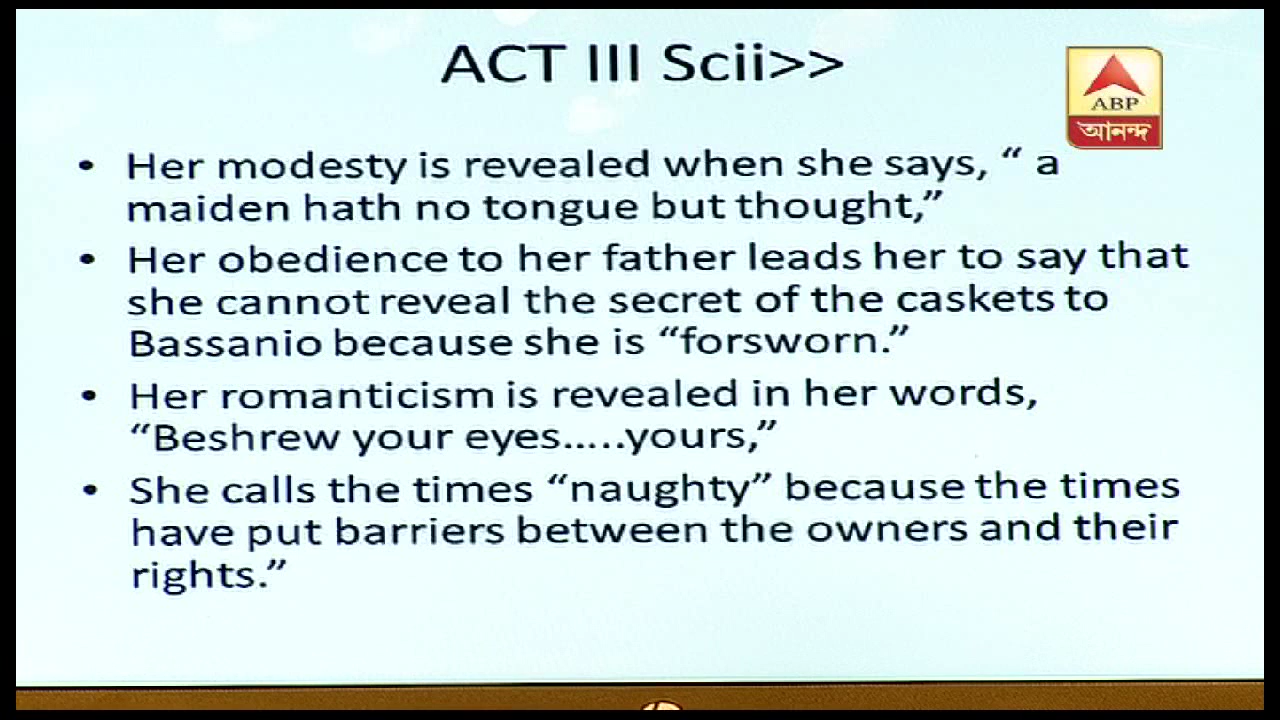 ACT III Scii>>
ABP
আনন্দ
• Her modesty is revealed when she says, “ a
maiden hath no tongue but thought,”
• Her obedience to her father leads her to say that
she cannot reveal the secret of the caskets to
Bassanio because she is “forsworn.”
• Her romanticism is revealed in her words,
“Beshrew your eyes.....yours,”
• She calls the times “naughty” because the times
have put barriers between the owners and their
rights.”